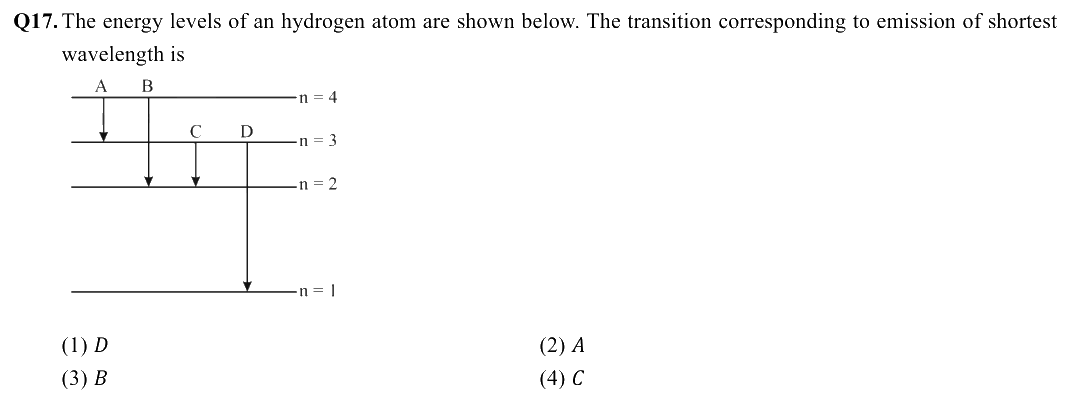 Q17. The energy levels of an hydrogen atom are shown below. The transition corresponding to emission of shortest
wavelength is
A B
n = 4
C D
n = 3
n = 2
n = 1
(1) D (2) A
(3) B (4) C